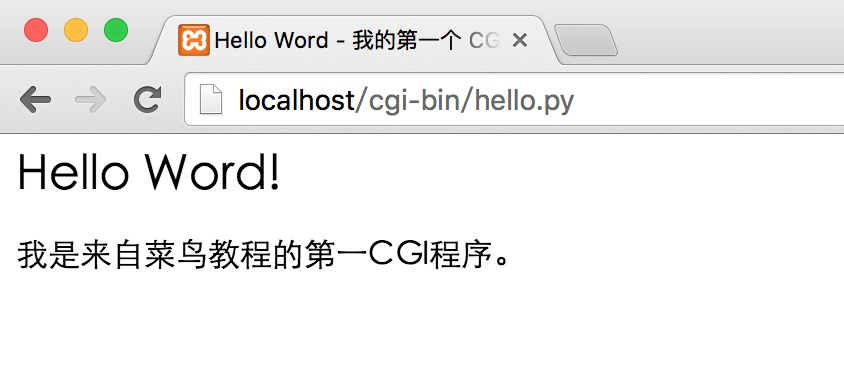 Hello Word - 我的第一个 CG
localhost/cgi-bin/hello.py
Hello Word!
我是来自菜鸟教程的第一CGI程序。